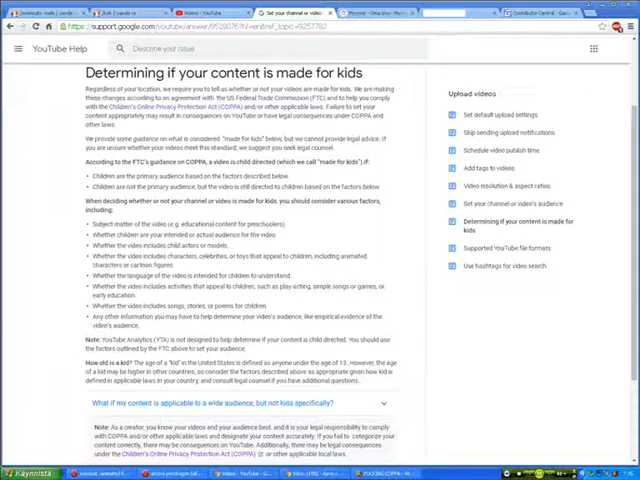 YouTube Help
Describe your issue
Determining if your content is made for kids
Regardless of your location, we require you to tell us whether or not your videos are made for kids. We are making
these changes according to an agreement with the US Federal Trade Commission (FTC) and to help you comply
with the Children's Online Privacy Protection Act (COPPA) and/or other applicable laws. Failure to set your
content appropriately may result in consequences on YouTube or have legal consequences under COPPA and
other laws.
We provide some guidance on what is considered "made for kids" below, but we cannot provide legal advice. If
you are unsure whether your videos meet this standard, we suggest you seek legal counsel.
According to the FTC's guidance on COPPA, a video is child directed (which we call "made for kids") if:
Children are the primary audience based on the factors described below.
Children are not the primary audience, but the video is still directed to children based on the factors below.
When deciding whether or not your channel or video is made for kids, you should consider various factors,
including:
Subject matter of the video (e.g. educational content for preschoolers).
Whether children are your intended or actual audience for the video.
Whether the video includes child actors or models.
Whether the video includes characters, celebrities, or toys that appeal to children, including animated
characters or cartoon figures.
Whether the language of the video is intended for children to understand.
Whether the video includes activities that appeal to children, such as play-acting, simple songs or games, or
early education.
Whether the video includes songs, stories, or poems for children.
Any other information you may have to help determine your video's audience, like empirical evidence of the
video's audience.
Note: YouTube Analytics (YTA) is not designed to help determine if your content is child directed. You should use
the factors outlined by the FTC above to set your audience.
How old is a kid? The age of a "kid" in the United States is defined as anyone under the age of 13. However, the age
of a kid may be higher in other countries, so consider the factors described above as appropriate given how kid is
defined in applicable laws in your country, and consult legal counsel if you have additional questions.
What if my content is applicable to a wide audience, but not kids specifically?
Note: As a creator, you know your videos and your audience best, and it is your legal responsibility to comply
with COPPA and/or other applicable laws and designate your content accurately. If you fail to categorize your
content correctly, there may be consequences on YouTube. Additionally, there may be legal consequences
under the Children's Online Privacy Protection Act (COPPA) or other applicable local laws.
Upload videos
Set default upload settings
Skip sending upload notifications
Schedule video publish time
Add tags to videos
Video resolution & aspect ratios
Set your channel or video's audience
Determining if your content is made for
kids
Supported YouTube file formats
Use hashtags for video search
Käynnistä